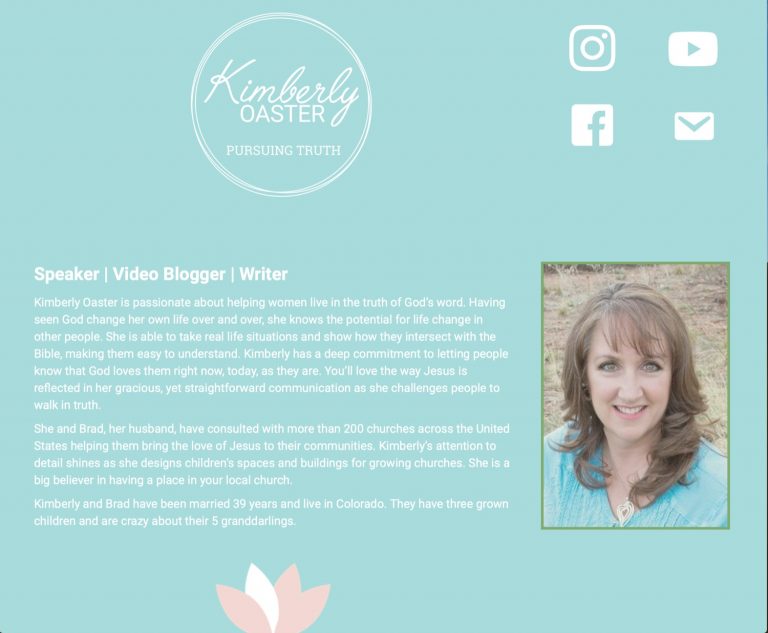 Kimberly
OASTER
PURSUING TRUTH
Speaker | Video Blogger | Writer
Kimberly Oaster is passionate about helping women live in the truth of God's word. Having
seen God change her own life over and over, she knows the potential for life change in
other people. She is able to take real life situations and show how they intersect with the
Bible, making them easy to understand. Kimberly has a deep commitment to letting people
know that God loves them right now, today, as they are. You'll love the way Jesus is
reflected in her gracious, yet straightforward communication as she challenges people to
walk in truth.
She and Brad, her husband, have consulted with more than 200 churches across the United
States helping them bring the love of Jesus to their communities. Kimberly's attention to
detail shines as she designs children's spaces and buildings for growing churches. She is a
big believer in having a place in your local church.
Kimberly and Brad have been married 39 years and live in Colorado. They have three grown
children and are crazy about their 5 granddarlings.